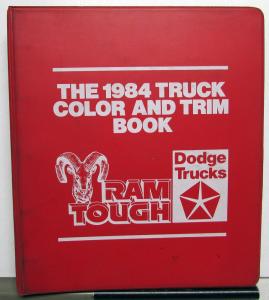 THE 1984 TRUCK
COLOR AND TRIM
BOOK
RAM
TOUGH
Dodge
Trucks